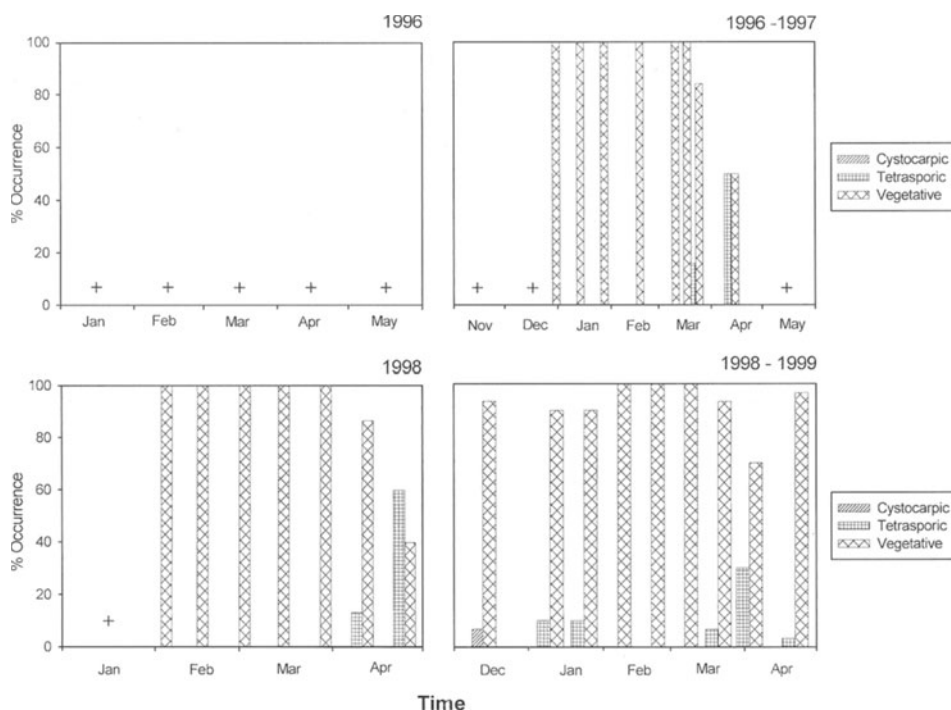 1996
1996 -1997
100
80
60
40
20
0
% Occurrence
+ + + + +
Jan Feb Mar Apr May
+ + +
Nov Dec Jan Feb Mar Apr May
Cystocarpic
Tetrasporic
Vegetative
1998
1998 - 1999
100
80
60
40
20
0
% Occurrence
+
Jan Feb Mar Apr
Dec Jan Feb Mar Apr
Cystocarpic
Tetrasporic
Vegetative
Time